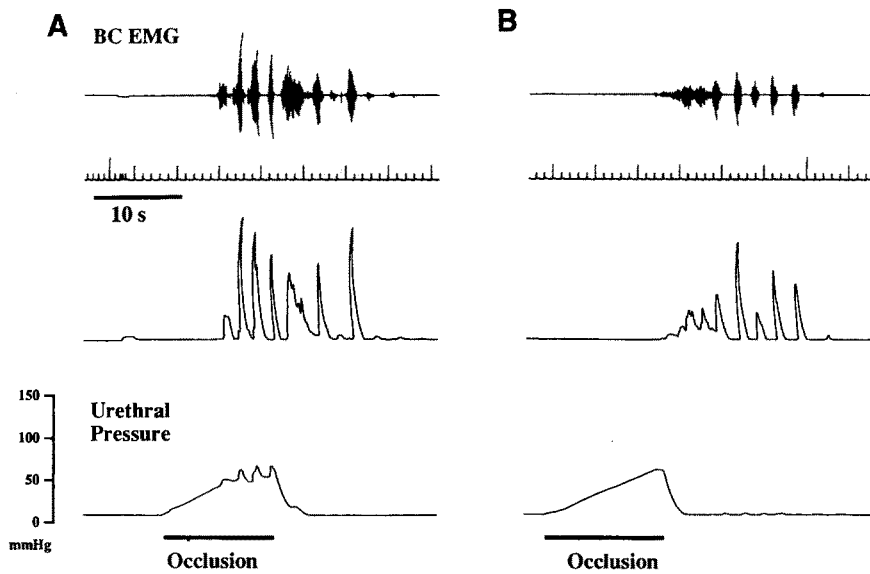 A
BC EMG
B
10 s
150
100
50
0
mmHg
Urethral
Pressure
Occlusion
Occlusion